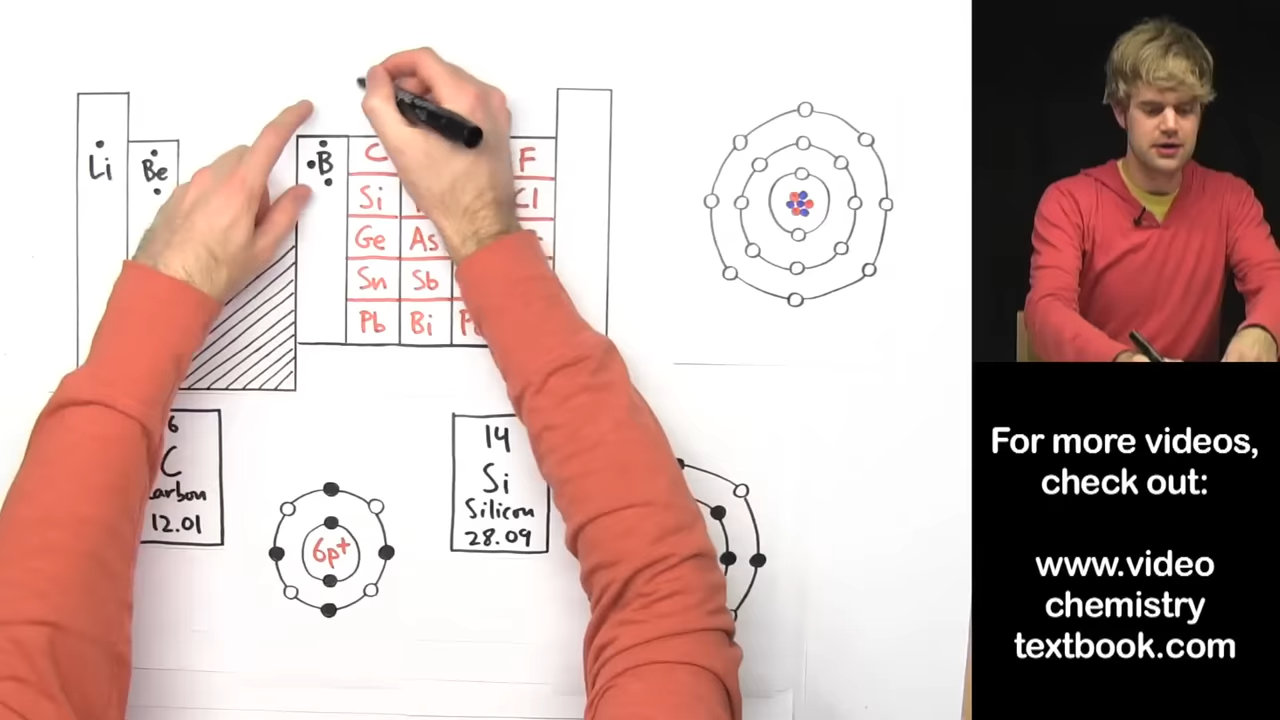 Li
Be
B
C
F
Si
Cl
Ge
As
Sn
Sb
Pb
Bi
6
C
Carbon
12.01
6p+
14
Si
Silicon
28.09
For more videos,
check out:
www.video
chemistry
textbook.com